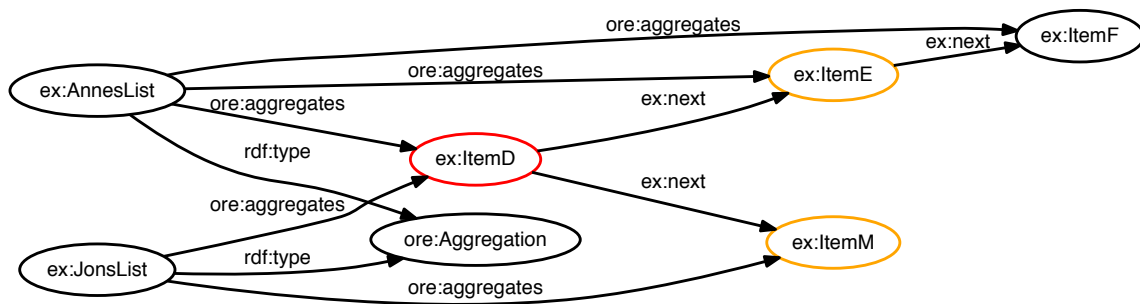 ore:aggregates
ex:ItemF
ex:next
ore:aggregates
ex:ItemE
ex:AnnesList
ore:aggregates
ex:next
rdf:type
ex:ItemD
ex:next
ore:aggregates
ore:Aggregation
ex:ItemM
rdf:type
ex:JonsList
ore:aggregates